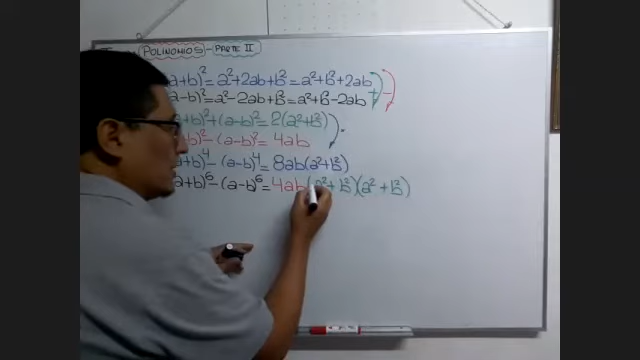 POLINOMIOS - PARTE II
a+b)² = a²+2ab+b² = a²+b²+2ab
a-b)² = a²-2ab+b² = a²+b²-2ab
+b)² + (a-b)² = 2(a²+b²)
)² - (a-b)² = 4ab
a+b)⁴ - (a-b)⁴ = 8ab(a²+b²)
a+b)⁶ - (a-b)⁶ = 4ab(a²+b²)(a²+b²)